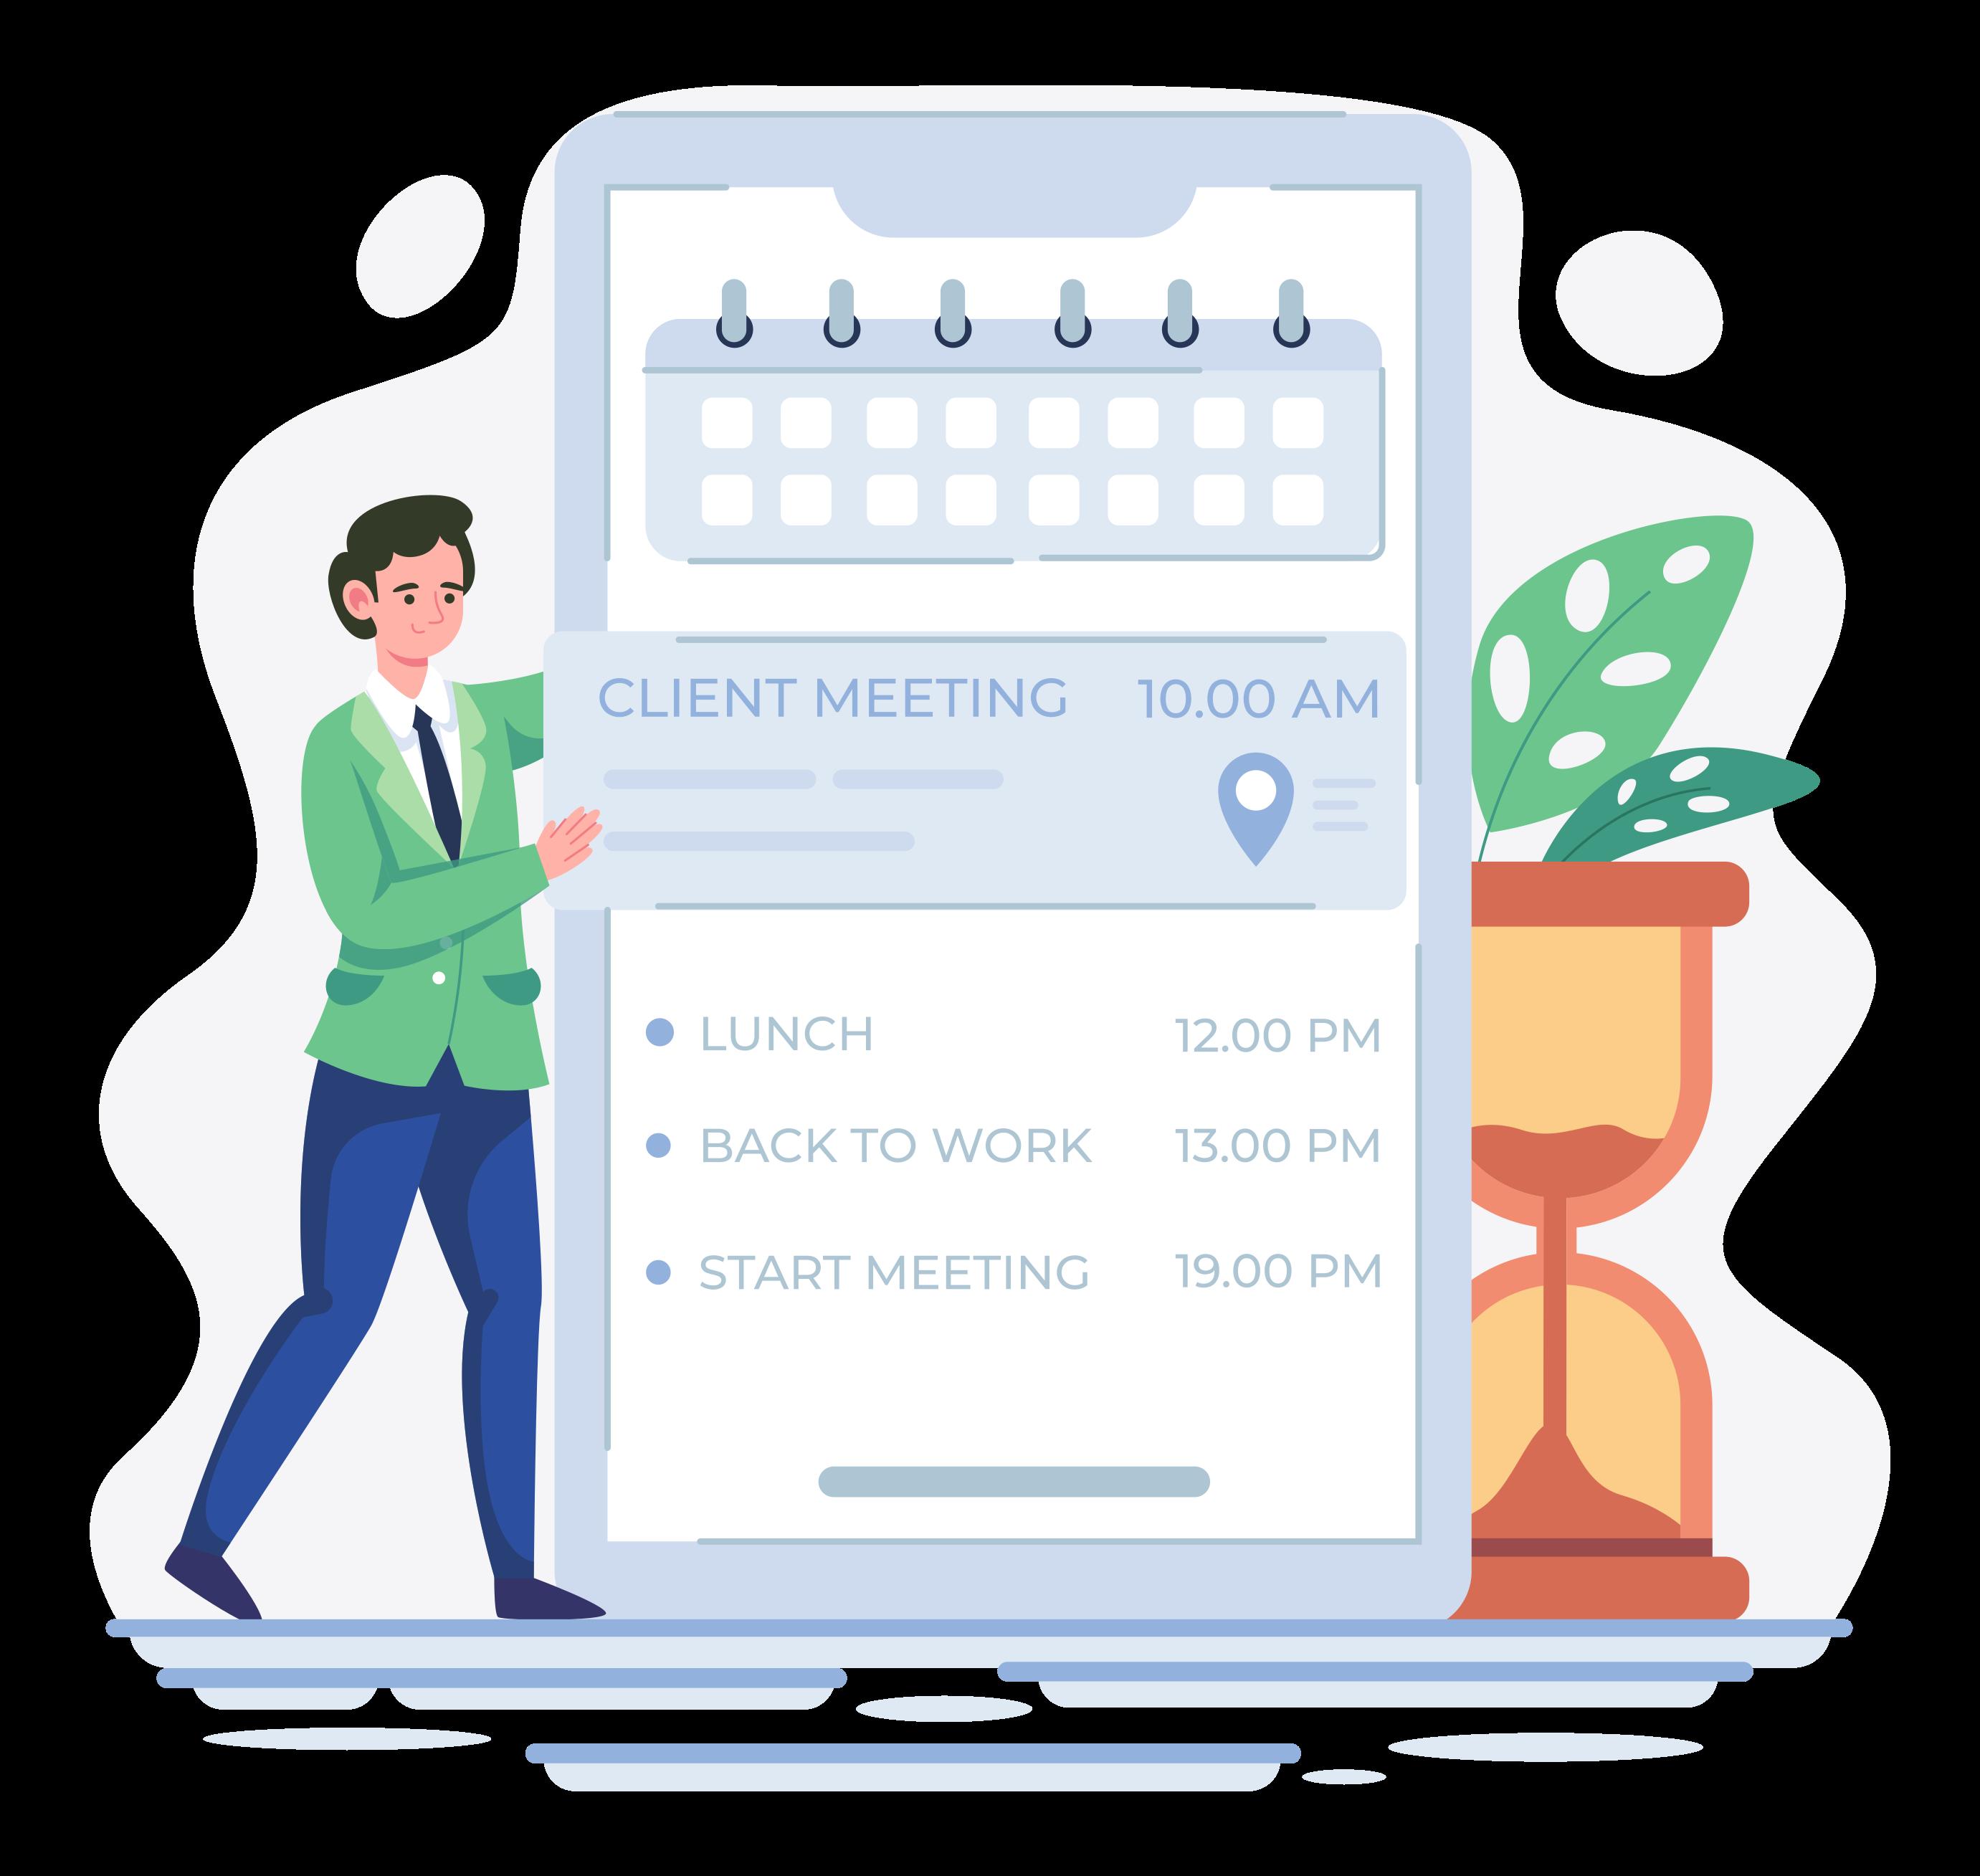 CLIENT MEETING 10.00 AM
LUNCH 12.00 PM
BACK TO WORK 13.00 PM
START MEETING 19.00 PM